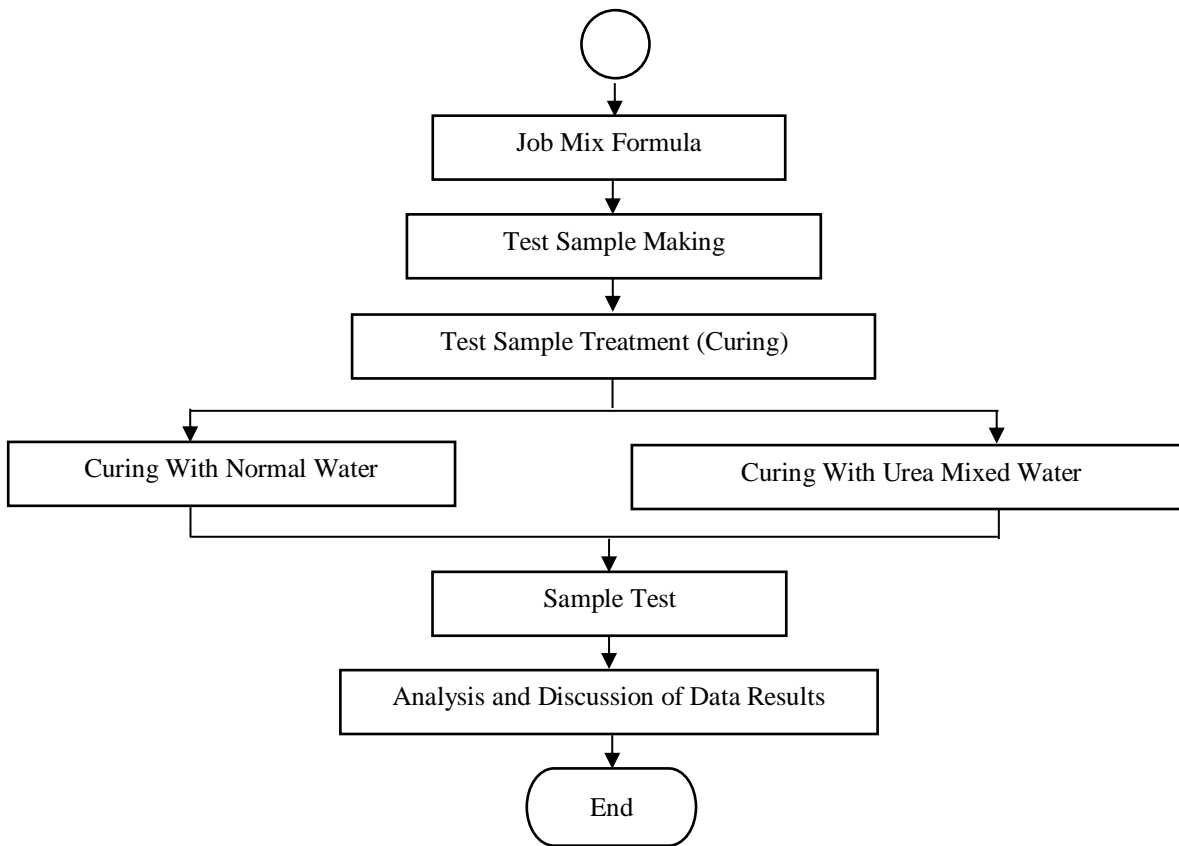 Job Mix Formula
Test Sample Making
Test Sample Treatment (Curing)
Curing With Normal Water
Curing With Urea Mixed Water
Sample Test
Analysis and Discussion of Data Results
End